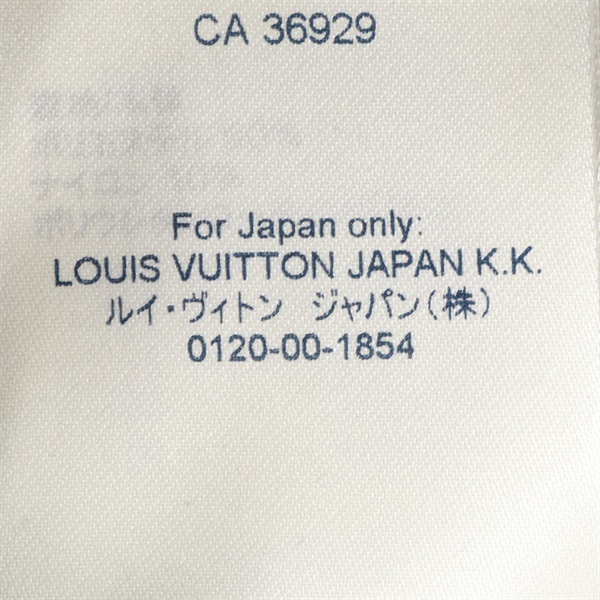 CA 36929
For Japan only:
LOUIS VUITTON JAPAN K.K.
ルイ・ヴィトン ジャパン(株)
0120-00-1854